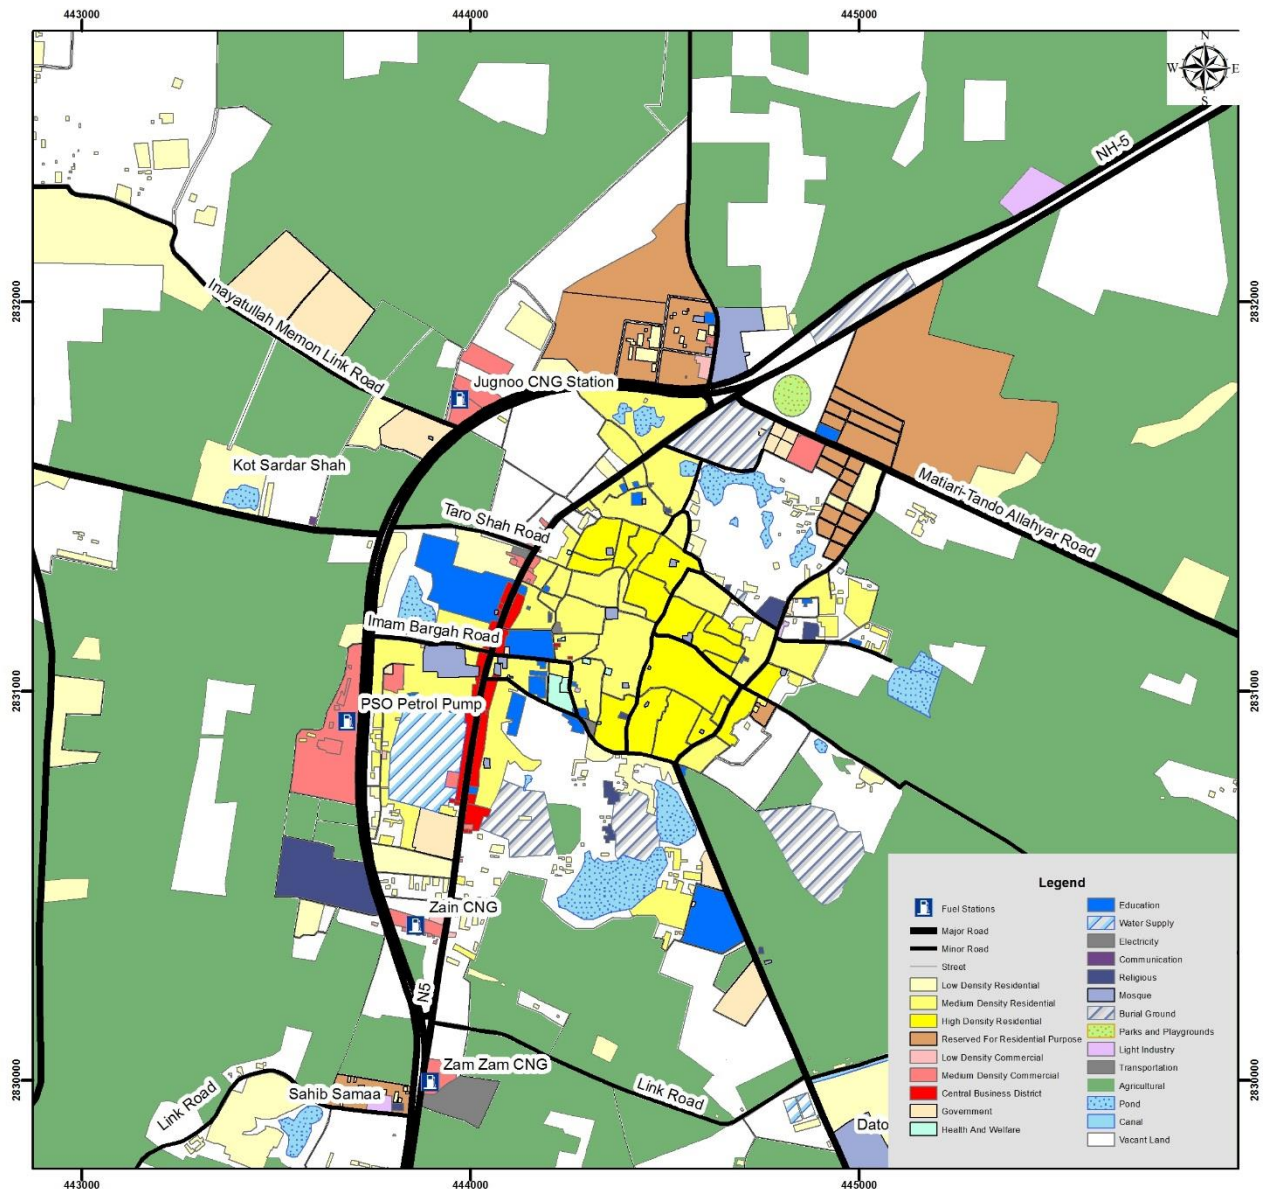 443000
444000
445000
N
W
E
S
NH-5
2832000
2832000
Inayatullah Memon Link Road
Jugnoo CNG Station
Kot Sardar Shah
Taro Shah Road
Matiari-Tando Allahyar Road
Imam Bargah Road
2831000
2831000
PSO Petrol Pump
Zain CNG
N5
2830000
2830000
Zam Zam CNG
Sahib Samaa
Link Road
Link Road
Dato
Legend
Fuel Stations
Major Road
Minor Road
Street
Low Density Residential
Medium Density Residential
High Density Residential
Reserved For Residential Purpose
Low Density Commercial
Medium Density Commercial
Central Business District
Government
Health And Welfare
Education
Water Supply
Electricity
Communication
Religious
Mosque
Burial Ground
Parks and Playgrounds
Light Industry
Transportation
Agricultural
Pond
Canal
Vacant Land
443000
444000
445000